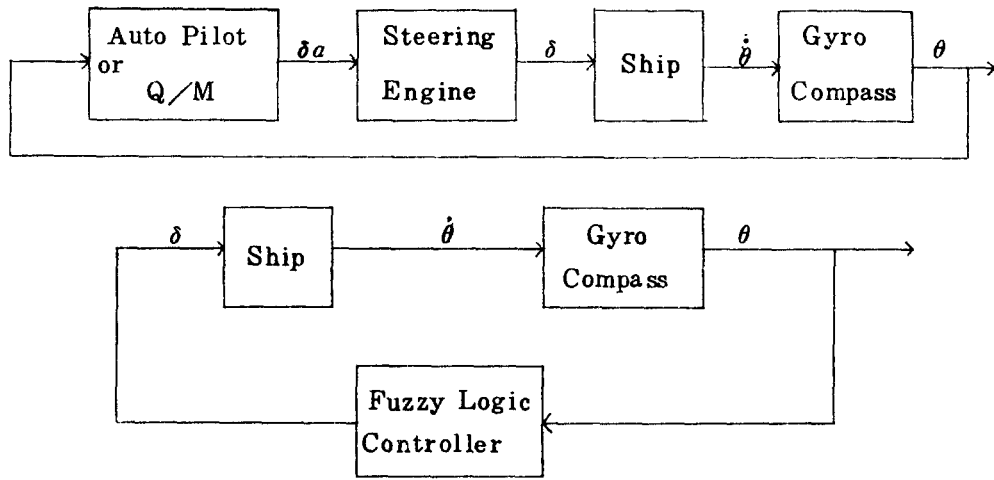 Auto Pilot
or
Q/M
δa
Steering
Engine
δ
Ship
θ̇
Gyro
Compass
θ
δ
Ship
θ̇
Gyro
Compass
θ
Fuzzy Logic
Controller